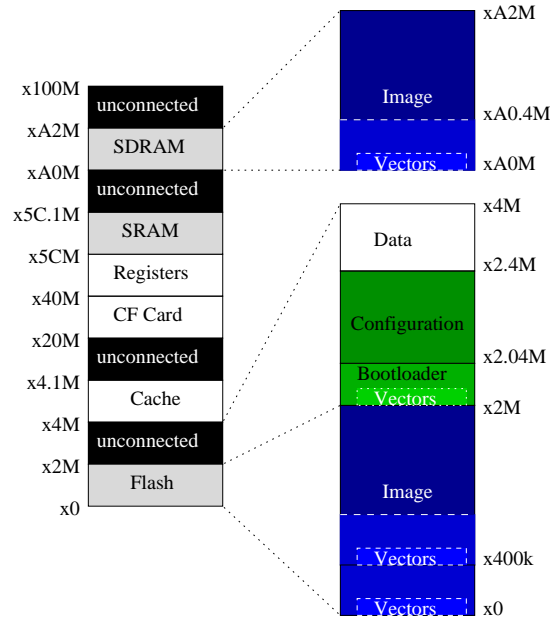 x100M
unconnected
xA2M
SDRAM
xA0M
unconnected
x5C.1M
SRAM
x5CM
Registers
x40M
CF Card
x20M
unconnected
x4.1M
Cache
x4M
unconnected
x2M
Flash
x0
xA2M
Image
xA0.4M
Vectors
xA0M
x4M
Data
x2.4M
Configuration
x2.04M
Bootloader
Vectors
x2M
Image
Vectors
x400k
Vectors
x0